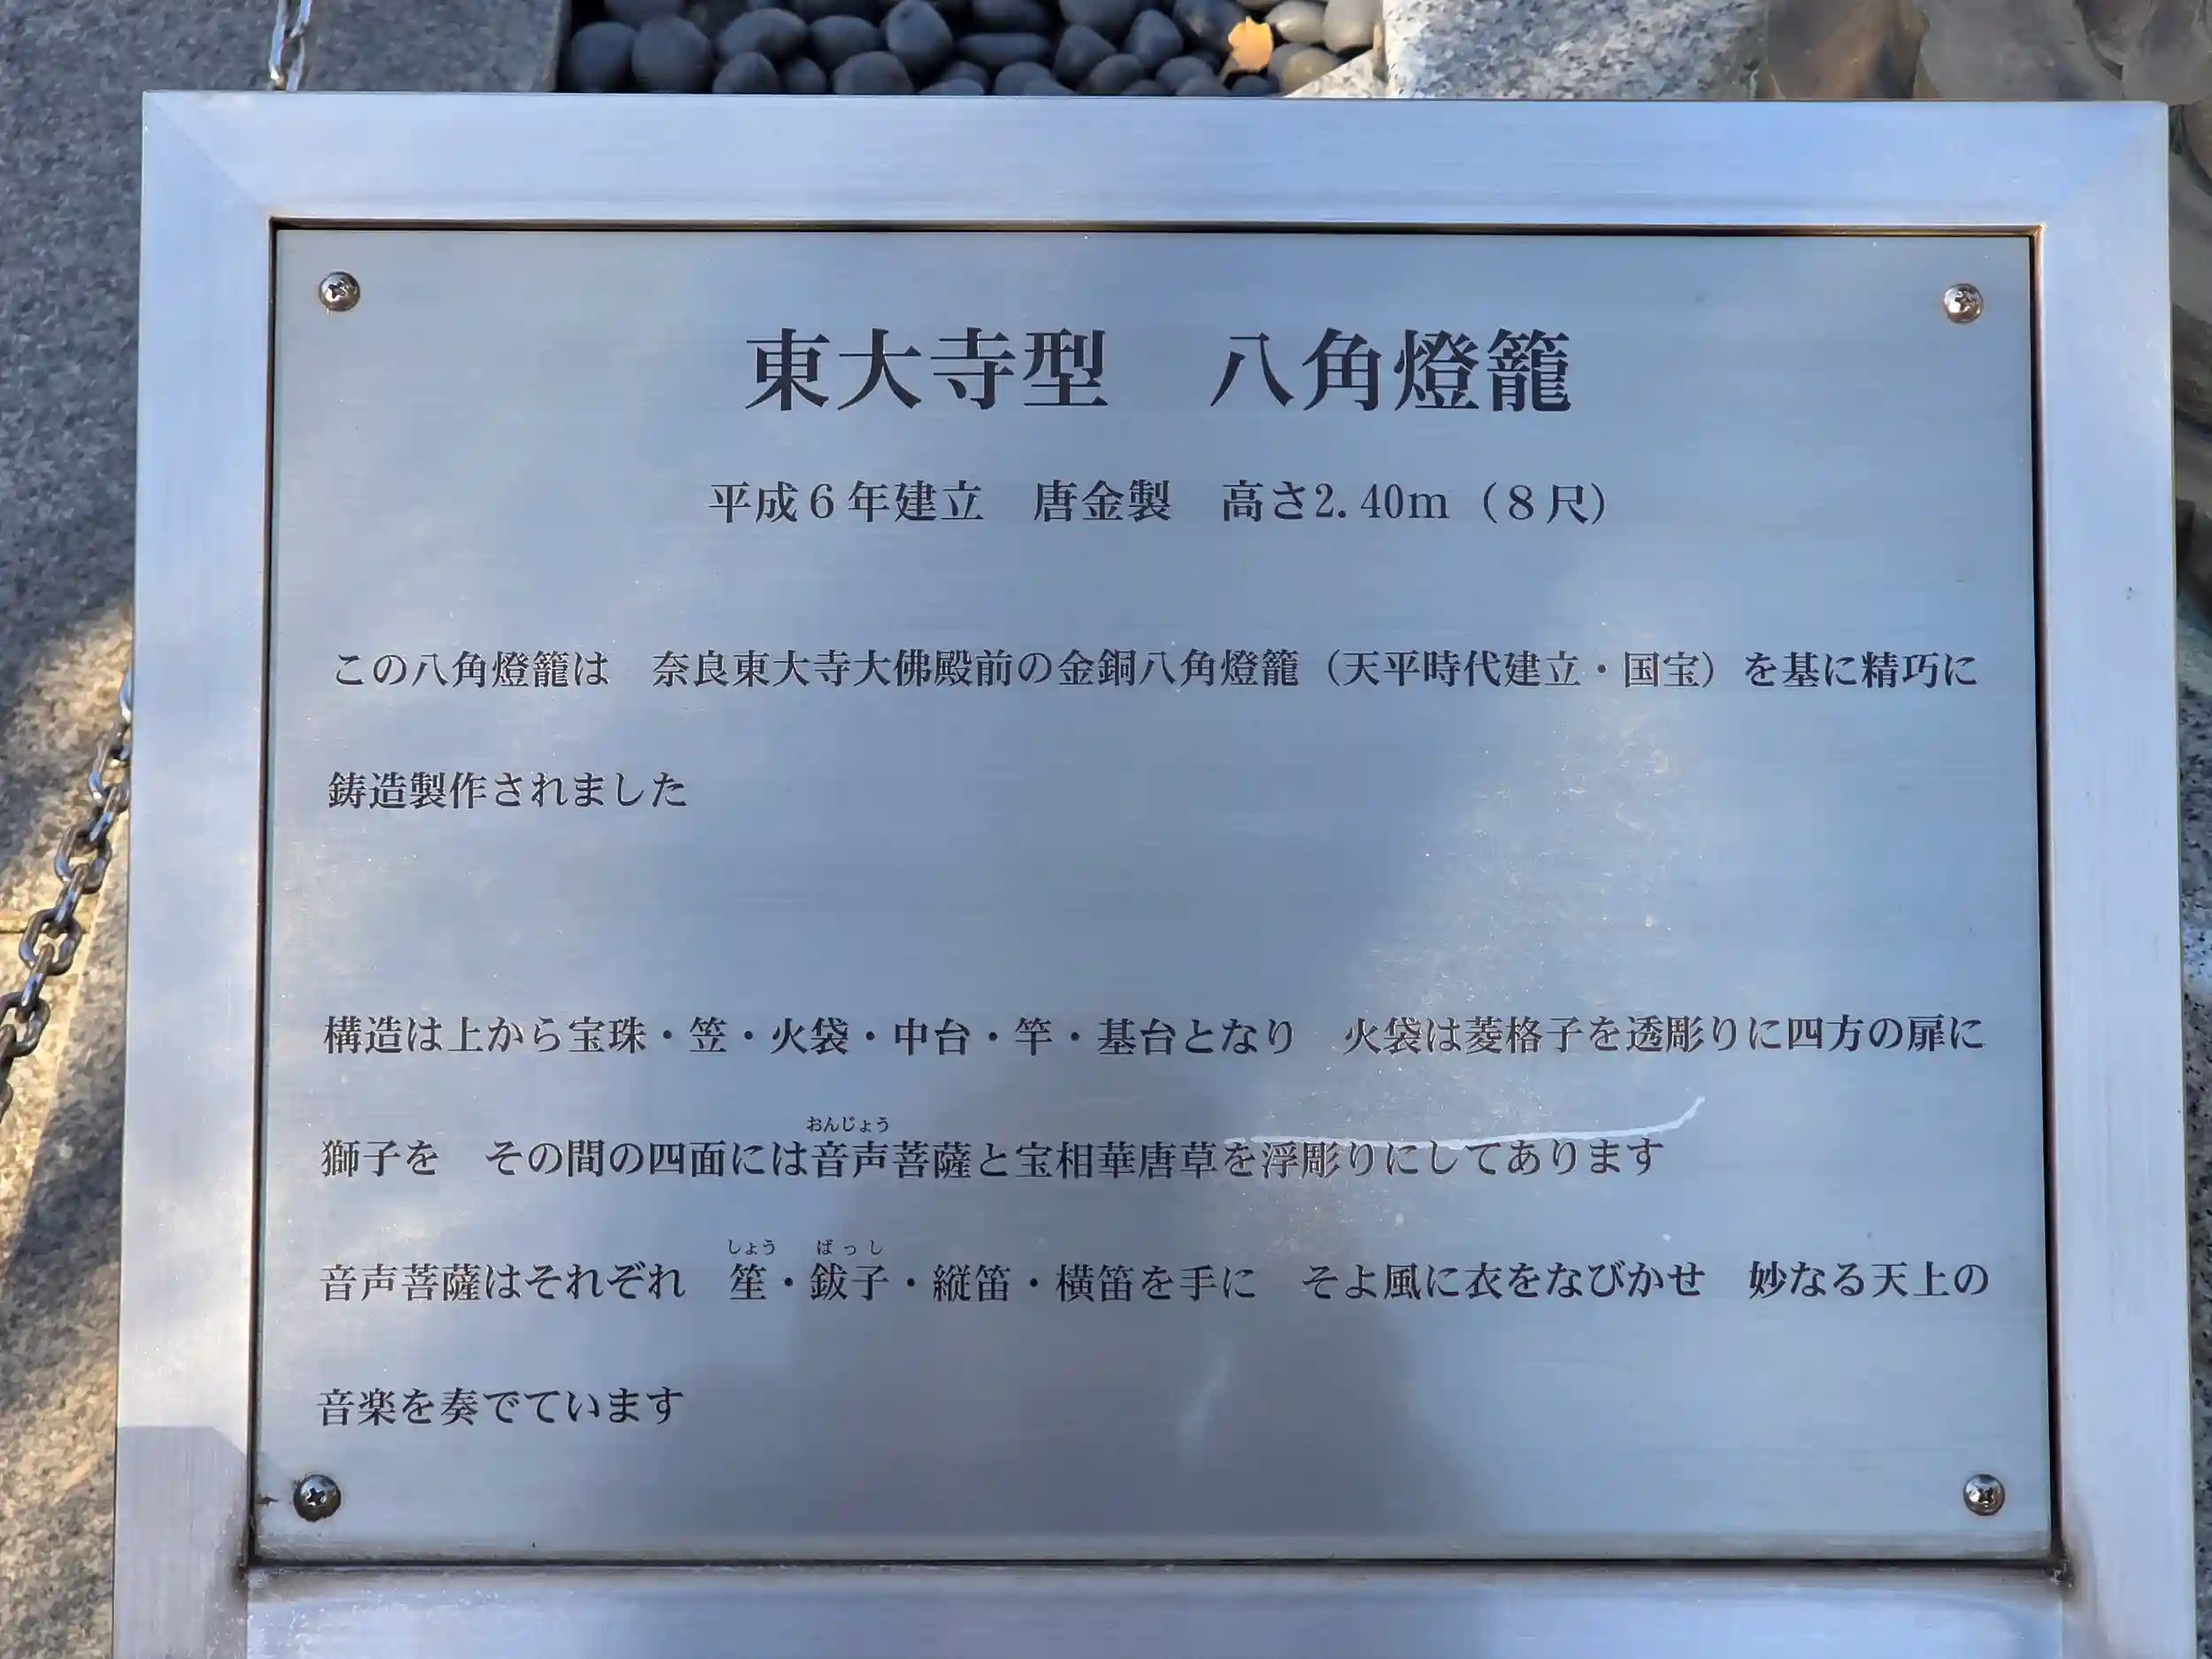 東大寺型　八角燈籠
平成６年建立　唐金製　高さ2.40m（８尺）
この八角燈籠は　奈良東大寺大佛殿前の金銅八角燈籠（天平時代建立・国宝）を基に精巧に
鋳造製作されました
構造は上から宝珠・笠・火袋・中台・竿・基台となり　火袋は菱格子を透彫りに四方の扉に
おんじょう
獅子を　その間の四面には音声菩薩と宝相華唐草を浮彫りにしてあります
しょう　ばっし
音声菩薩はそれぞれ　笙・鈸子・縦笛・横笛を手に　そよ風に衣をなびかせ　妙なる天上の
音楽を奏でています